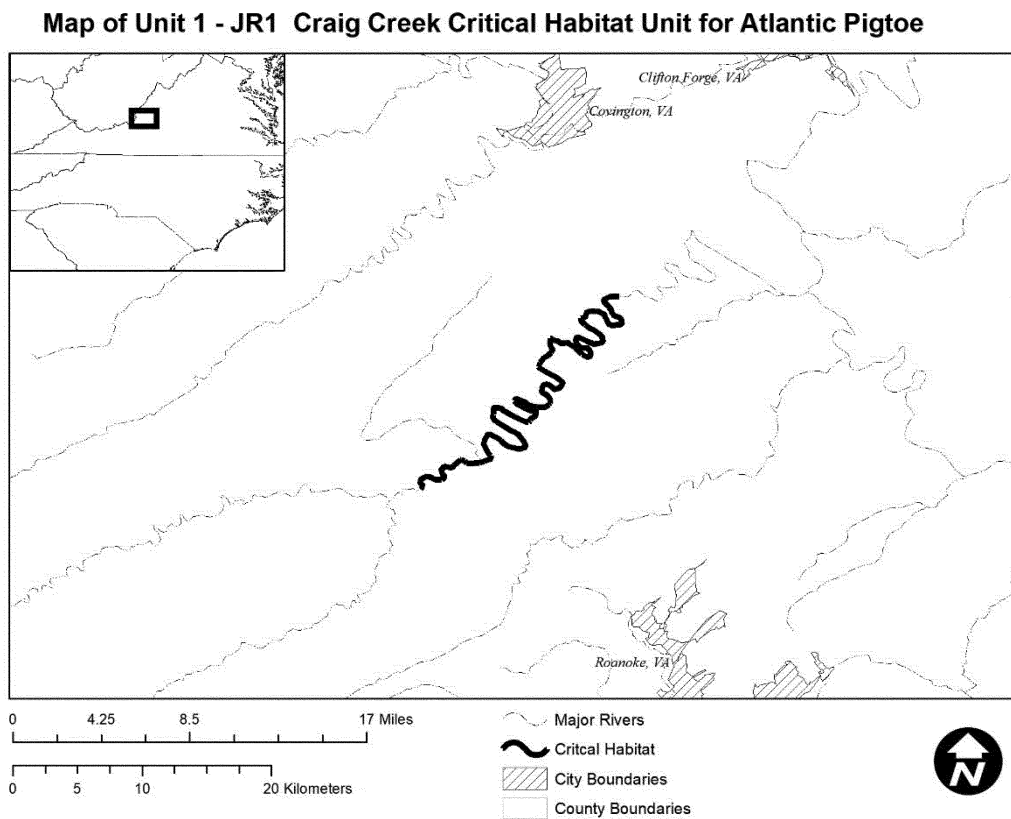 Map of Unit 1 - JR1 Craig Creek Critical Habitat Unit for Atlantic Pigtoe
Clifton Forge, VA
Covington, VA
Roanoke, VA
0 4.25 8.5 17 Miles
0 5 10 20 Kilometers
Major Rivers
Critcal Habitat
City Boundaries
County Boundaries
N